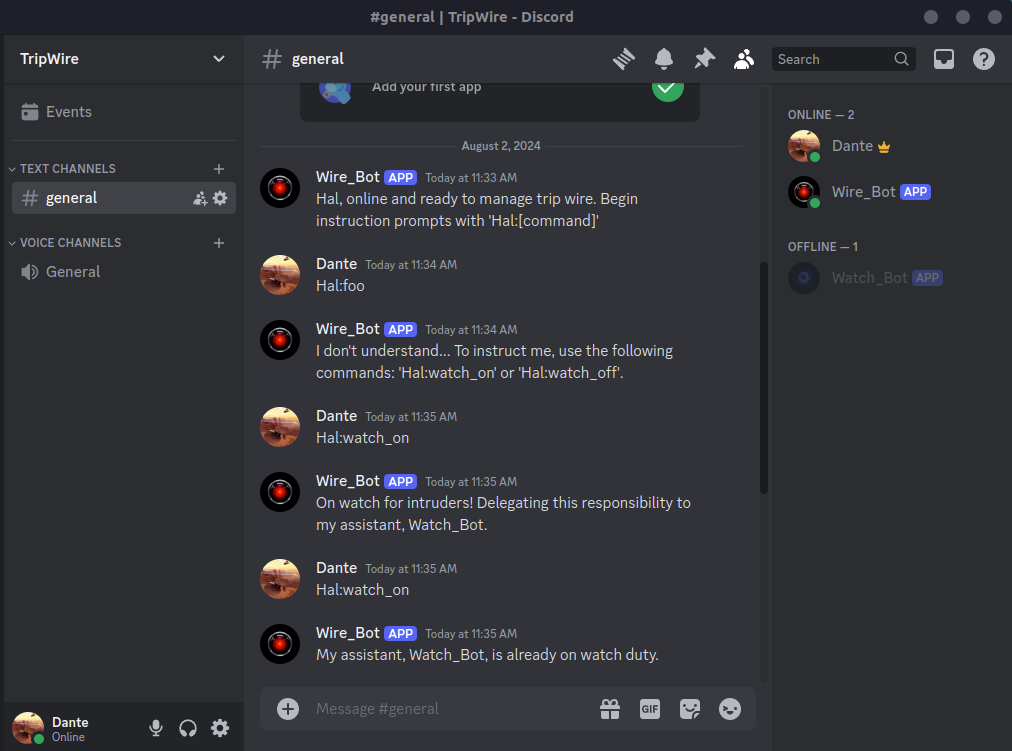 #general | TripWire - Discord
TripWire
Events
TEXT CHANNELS
general
VOICE CHANNELS
General
Dante
Online
general
Search
Add your first app
August 2, 2024
Wire_Bot APP Today at 11:33 AM
Hal, online and ready to manage trip wire. Begin
instruction prompts with 'Hal:[command]'
Dante Today at 11:34 AM
Hal:foo
Wire_Bot APP Today at 11:34 AM
I don't understand... To instruct me, use the following
commands: 'Hal:watch_on' or 'Hal:watch_off'.
Dante Today at 11:35 AM
Hal:watch_on
Wire_Bot APP Today at 11:35 AM
On watch for intruders! Delegating this responsibility to
my assistant, Watch_Bot.
Dante Today at 11:35 AM
Hal:watch_on
Wire_Bot APP Today at 11:35 AM
My assistant, Watch_Bot, is already on watch duty.
Message #general
GIF
ONLINE — 2
Dante
Wire_Bot APP
OFFLINE — 1
Watch_Bot APP